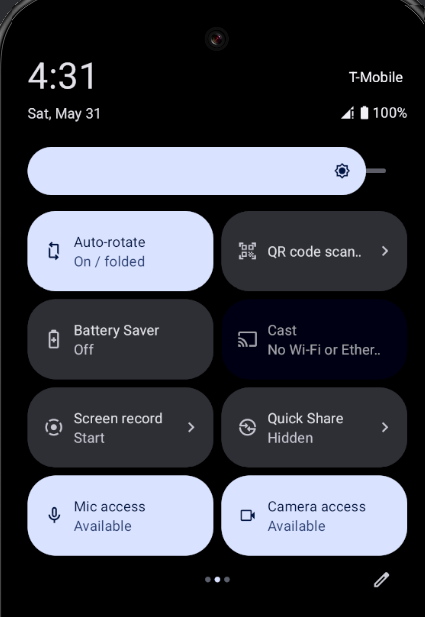 4:31
T-Mobile
Sat, May 31
100%
Auto-rotate
On / folded
QR code scan..
Battery Saver
Off
Cast
No Wi-Fi or Ether..
Screen record
Start
Quick Share
Hidden
Mic access
Available
Camera access
Available